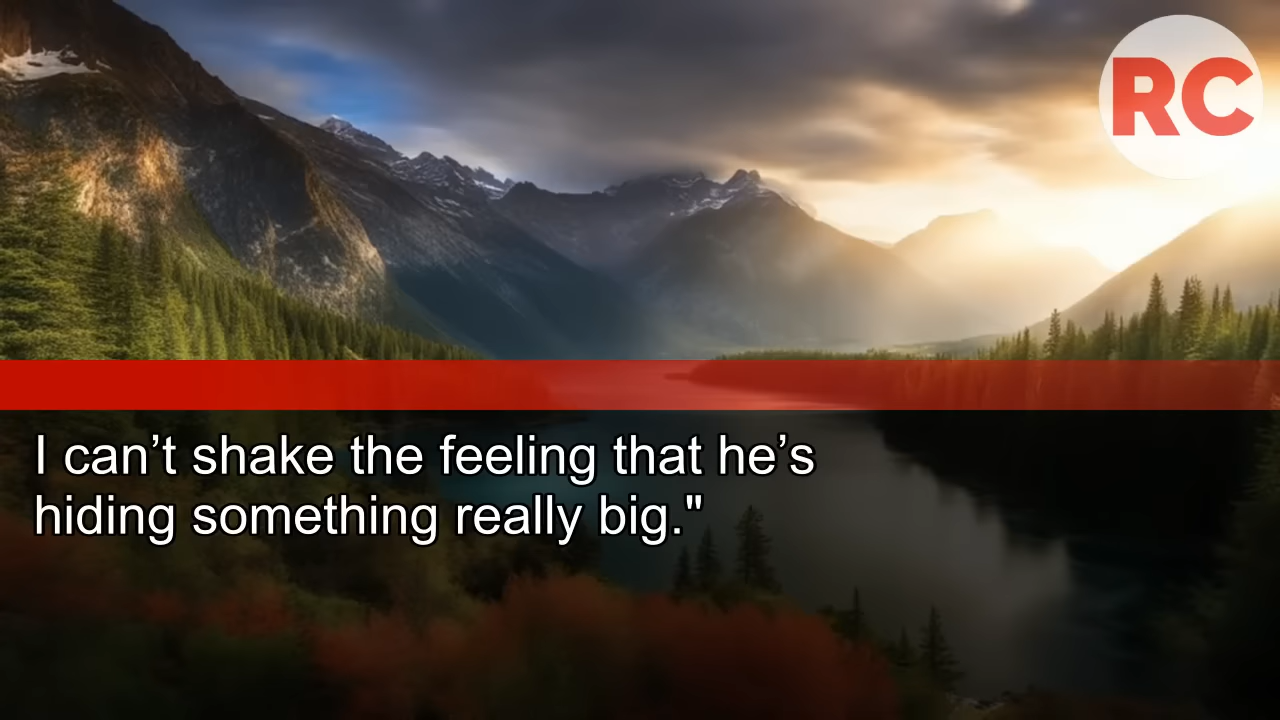 RC
I can’t shake the feeling that he’s
hiding something really big."